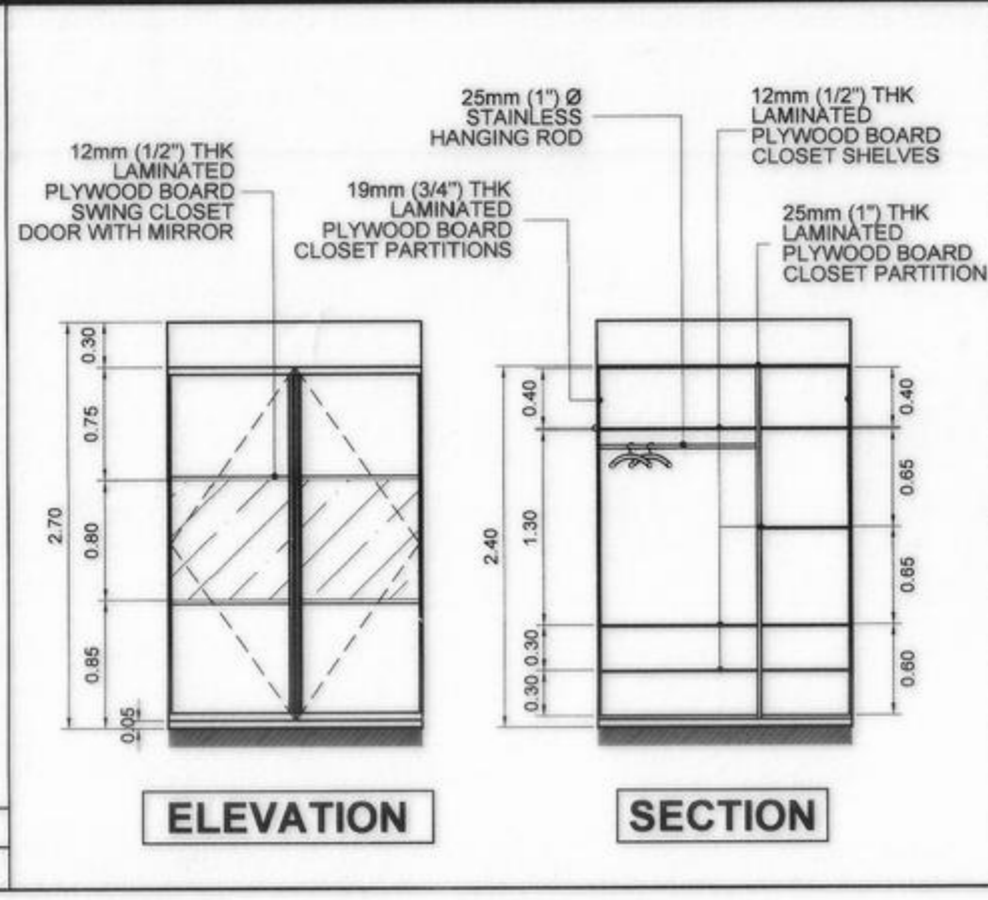 25mm (1") Ø
STAINLESS
HANGING ROD
12mm (1/2") THK
LAMINATED
PLYWOOD BOARD
CLOSET SHELVES
12mm (1/2") THK
LAMINATED
PLYWOOD BOARD
SWING CLOSET
DOOR WITH MIRROR
19mm (3/4") THK
LAMINATED
PLYWOOD BOARD
CLOSET PARTITIONS
25mm (1") THK
LAMINATED
PLYWOOD BOARD
CLOSET PARTITION
2.70
0.30
0.75
0.80
0.85
0.05
2.40
0.40
1.30
0.30
0.30
0.40
0.65
0.65
0.60
ELEVATION
SECTION